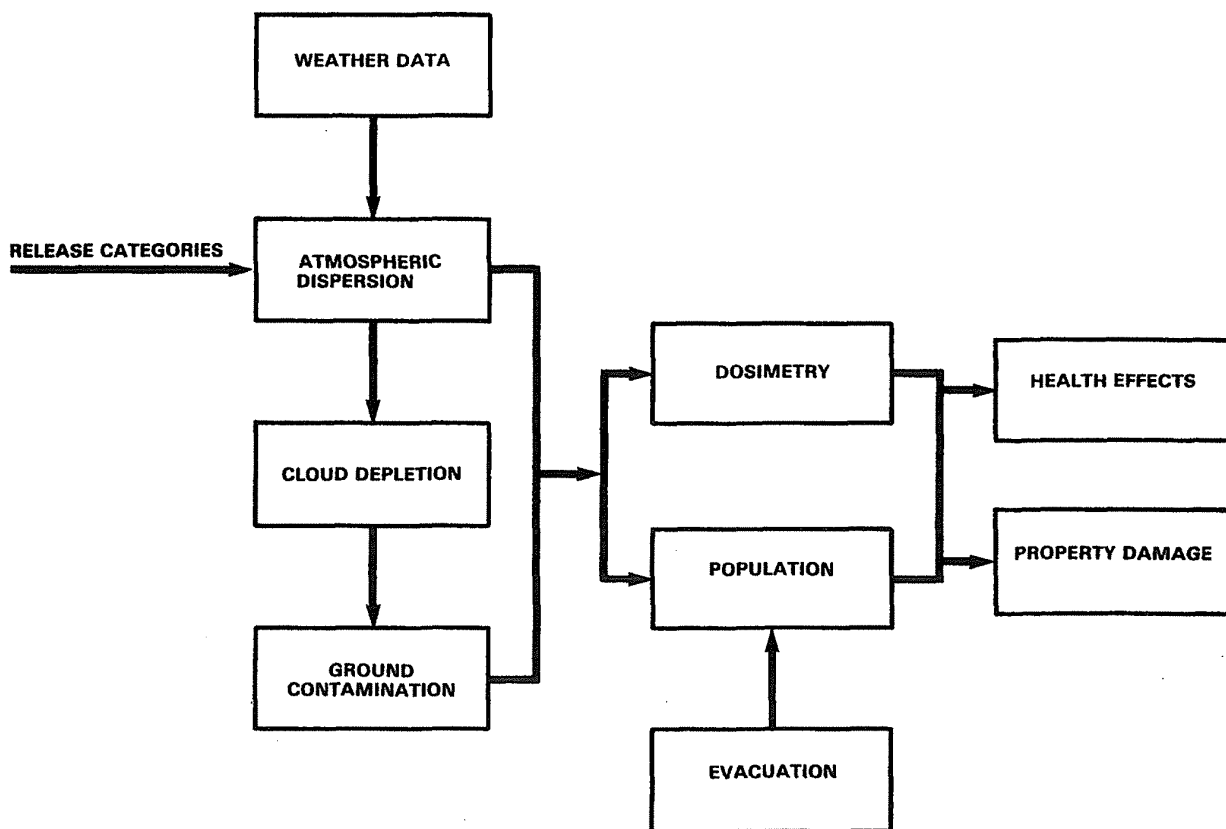 WEATHER DATA
RELEASE CATEGORIES
ATMOSPHERIC
DISPERSION
DOSIMETRY
HEALTH EFFECTS
CLOUD DEPLETION
POPULATION
PROPERTY DAMAGE
GROUND
CONTAMINATION
EVACUATION